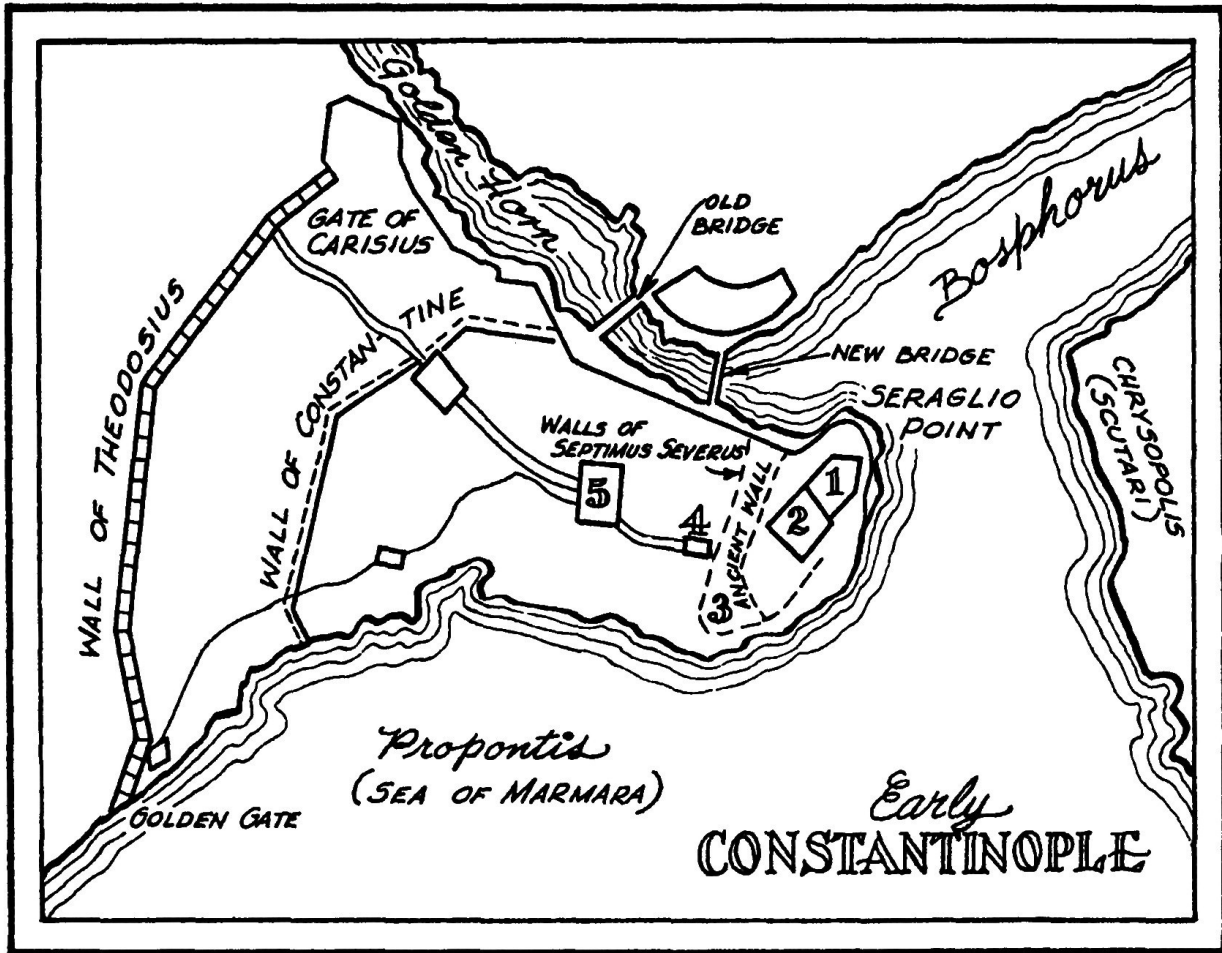 Golden Horn
GATE OF
CARISIUS
OLD
BRIDGE
Bosphorus
WALL OF THEODOSIUS
WALL OF CONSTAN-TINE
NEW BRIDGE
SERAGLIO
POINT
CHRYSOPOLIS
(SCUTARI)
WALLS OF
SEPTIMUS SEVERUS
ANCIENT WALL
1
2
3
4
5
Propontis
(SEA OF MARMARA)
GOLDEN GATE
Early
CONSTANTINOPLE